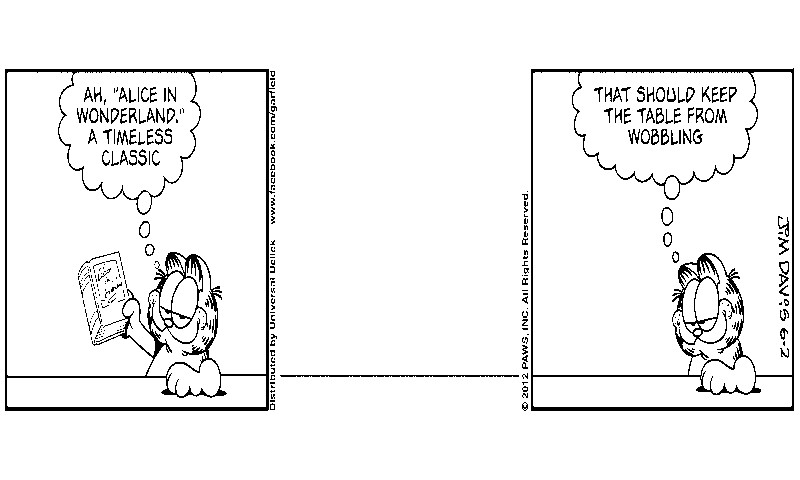 AH, "ALICE IN
WONDERLAND."
A TIMELESS
CLASSIC
Distributed by Universal Uclick
www.facebook.com/garfield
© 2012 PAWS, INC. All Rights Reserved.
THAT SHOULD KEEP
THE TABLE FROM
WOBBLING
JIM DAVIS 6-2